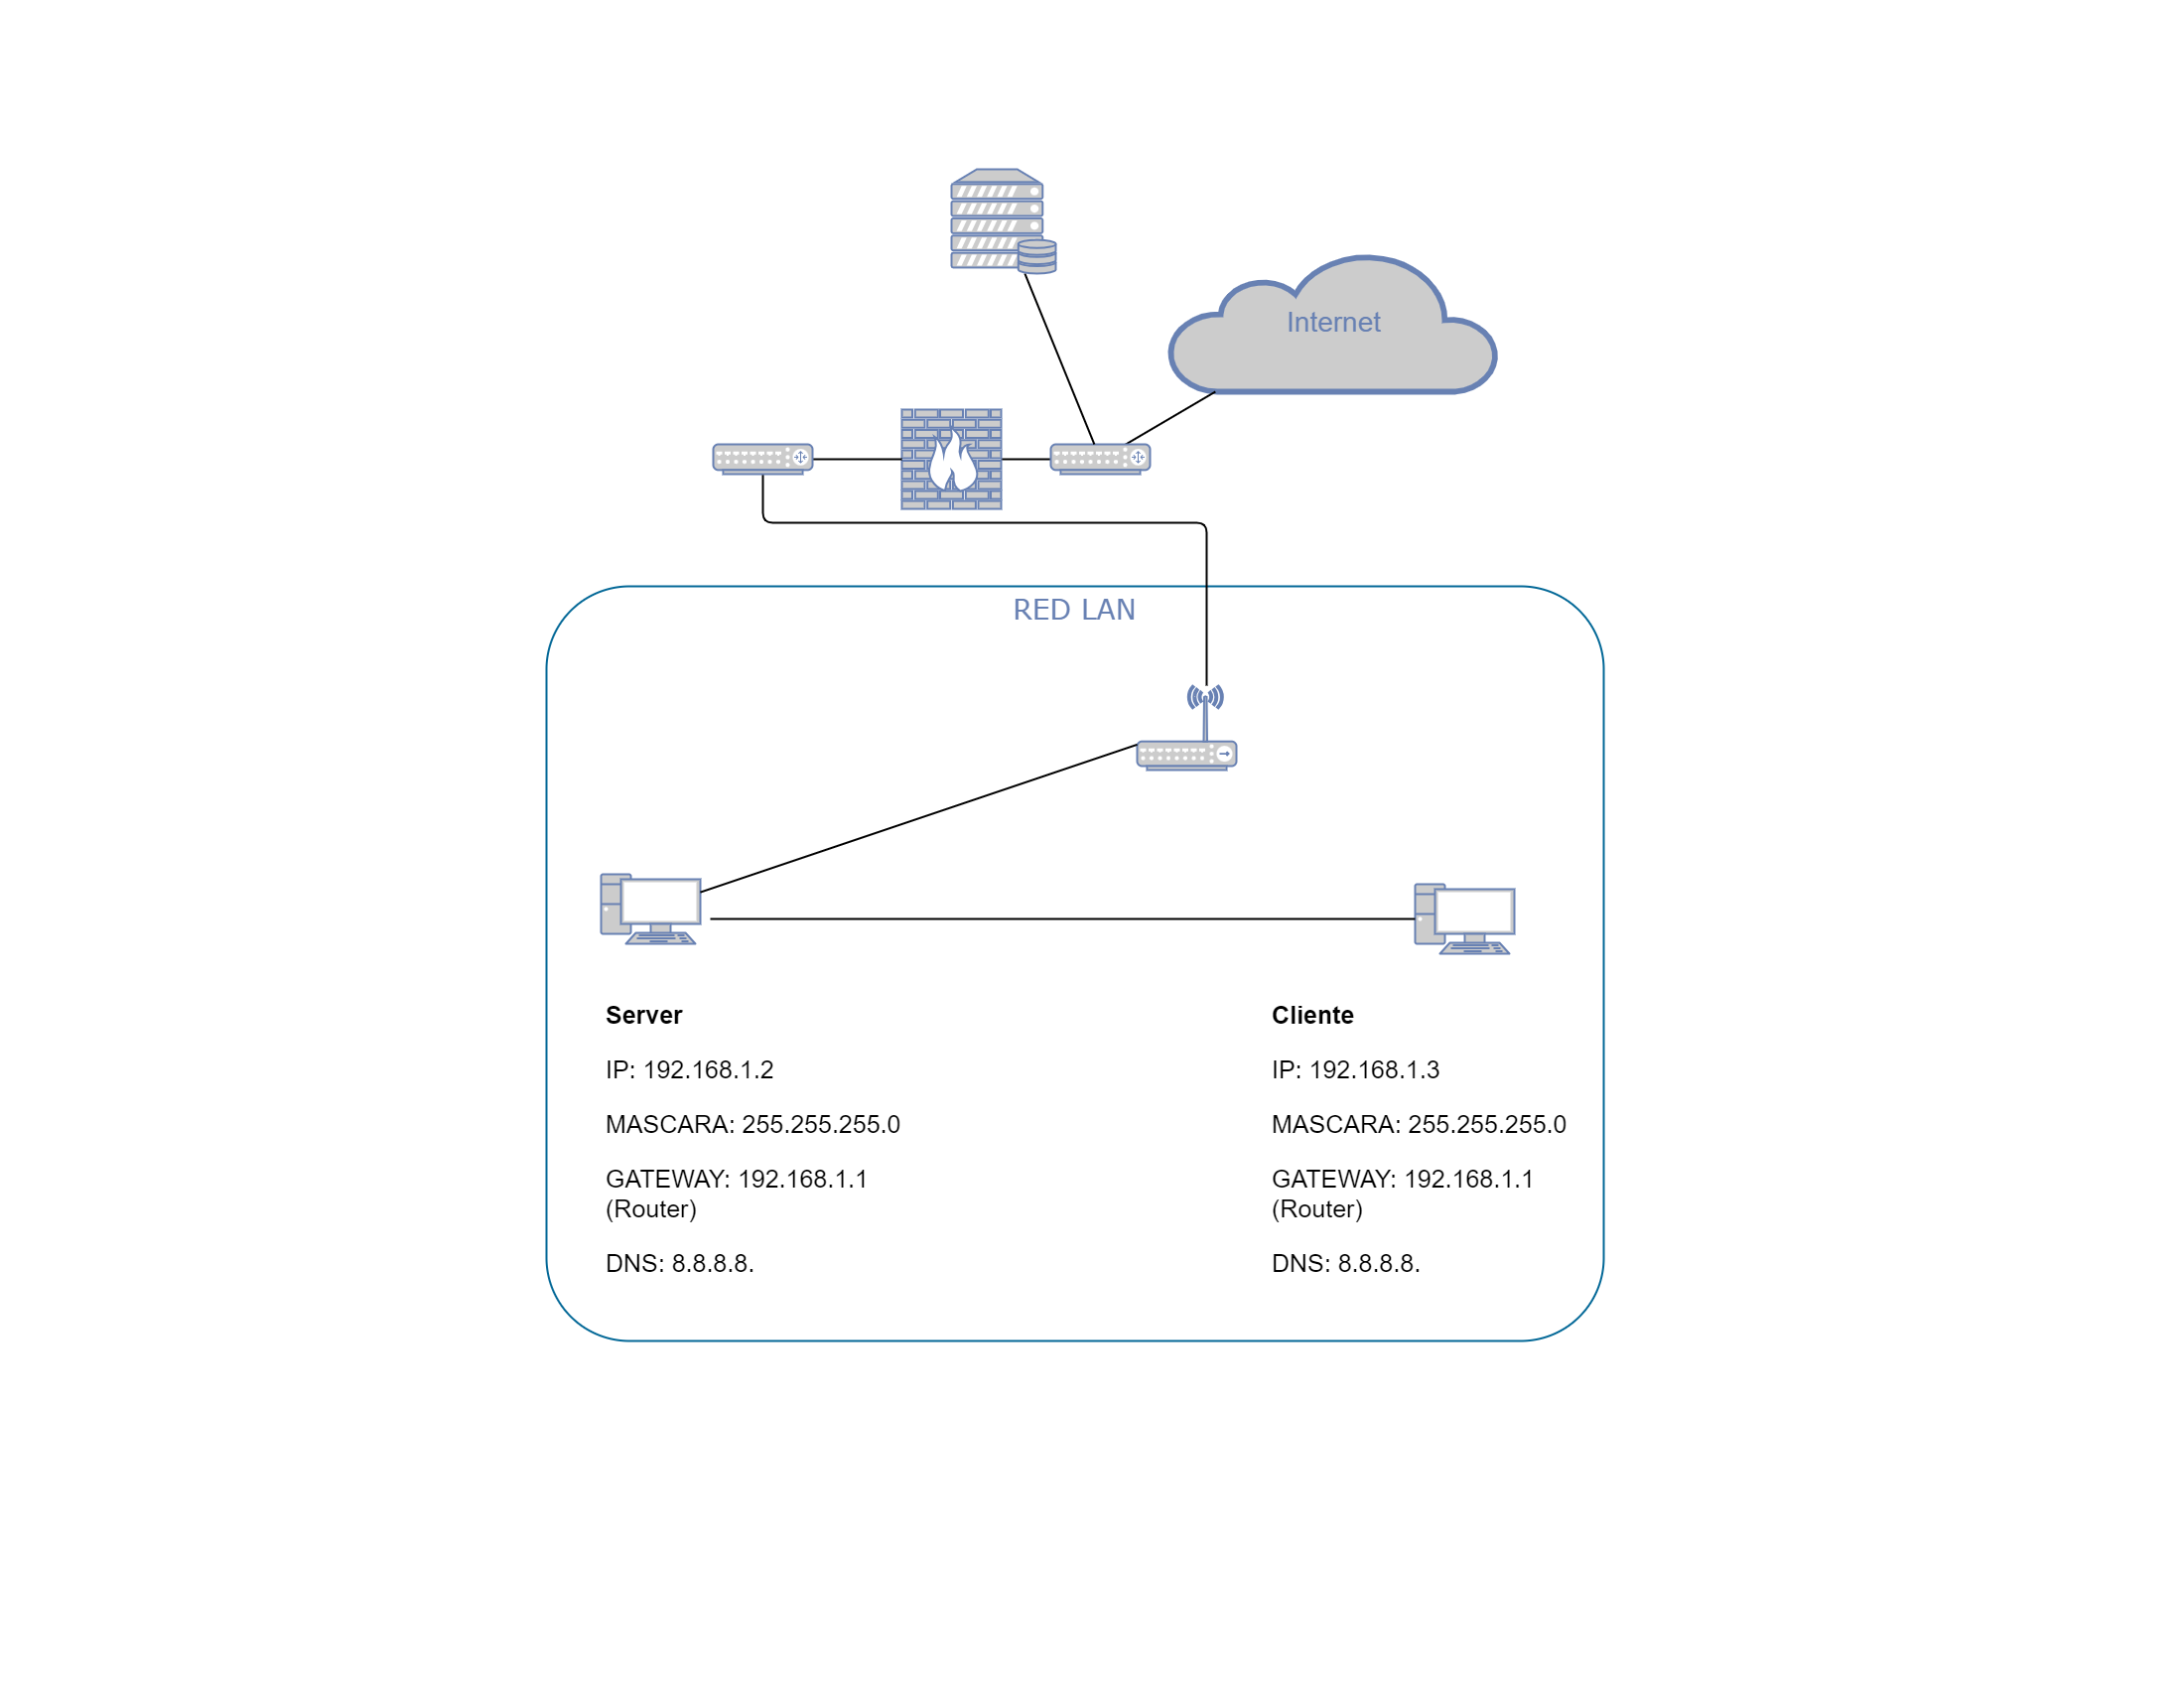 Internet
RED LAN
Server
IP: 192.168.1.2
MASCARA: 255.255.255.0
GATEWAY: 192.168.1.1
(Router)
DNS: 8.8.8.8.
Cliente
IP: 192.168.1.3
MASCARA: 255.255.255.0
GATEWAY: 192.168.1.1
(Router)
DNS: 8.8.8.8.